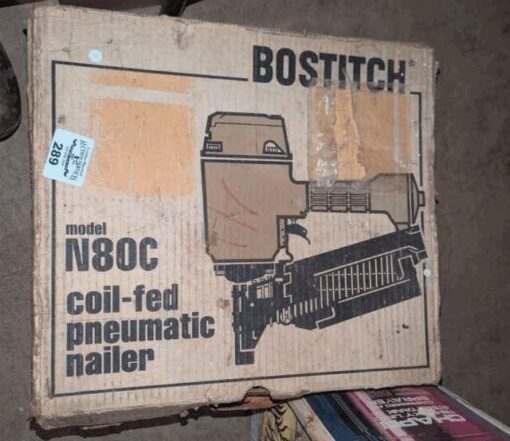 BOSTITCH
289
model
N80C
coil-fed
pneumatic
nailer